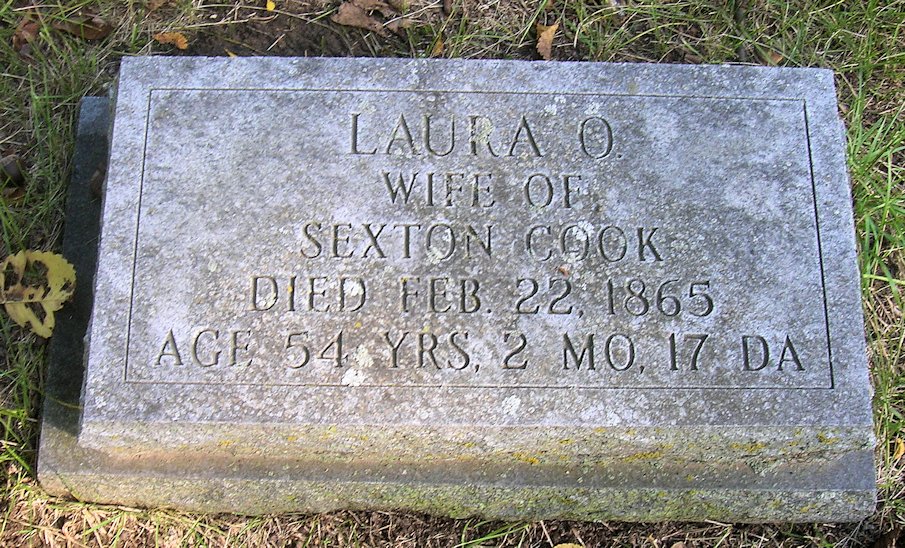 LAURA O.
WIFE OF
SEXTON COOK
DIED FEB. 22, 1865
AGE 54 YRS, 2 MO, 17 DA